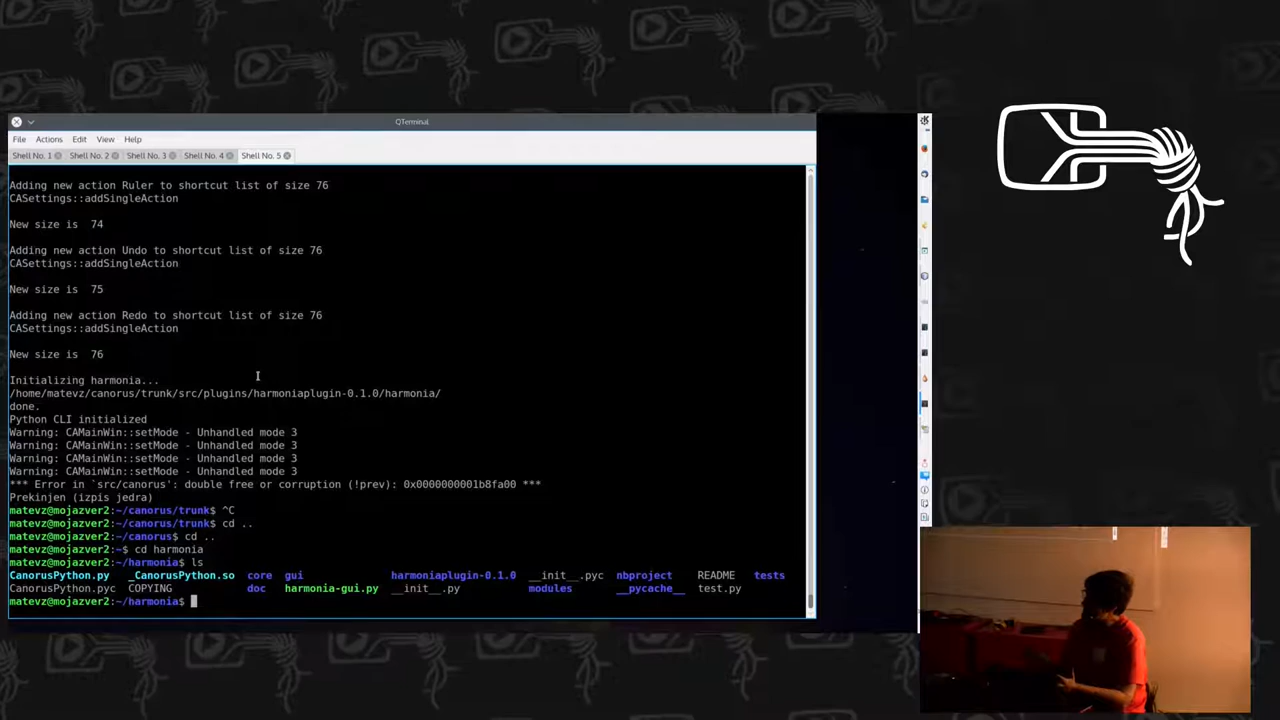 QTerminal
File Actions Edit View Help
Shell No. 1 Shell No. 2 Shell No. 3 Shell No. 4 Shell No. 5
Adding new action Ruler to shortcut list of size 76
CASettings::addSingleAction
New size is  74
Adding new action Undo to shortcut list of size 76
CASettings::addSingleAction
New size is  75
Adding new action Redo to shortcut list of size 76
CASettings::addSingleAction
New size is  76
Initializing harmonia...
/home/matevz/canorus/trunk/src/plugins/harmoniaplugin-0.1.0/harmonia/
done.
Python CLI initialized
Warning: CAMainWin::setMode - Unhandled mode 3
Warning: CAMainWin::setMode - Unhandled mode 3
Warning: CAMainWin::setMode - Unhandled mode 3
Warning: CAMainWin::setMode - Unhandled mode 3
*** Error in `src/canorus': double free or corruption (!prev): 0x0000000001b8fa00 ***
Prekinjen (izpis jedra)
matevz@mojazver2:~/canorus/trunk$ ^C
matevz@mojazver2:~/canorus/trunk$ cd ..
matevz@mojazver2:~/canorus$ cd ..
matevz@mojazver2:~$ cd harmonia
matevz@mojazver2:~/harmonia$ ls
CanorusPython.py _CanorusPython.so core gui harmoniaplugin-0.1.0 __init__.pyc nbproject README tests
CanorusPython.pyc COPYING doc harmonia-gui.py __init__.py modules __pycache__ test.py
matevz@mojazver2:~/harmonia$